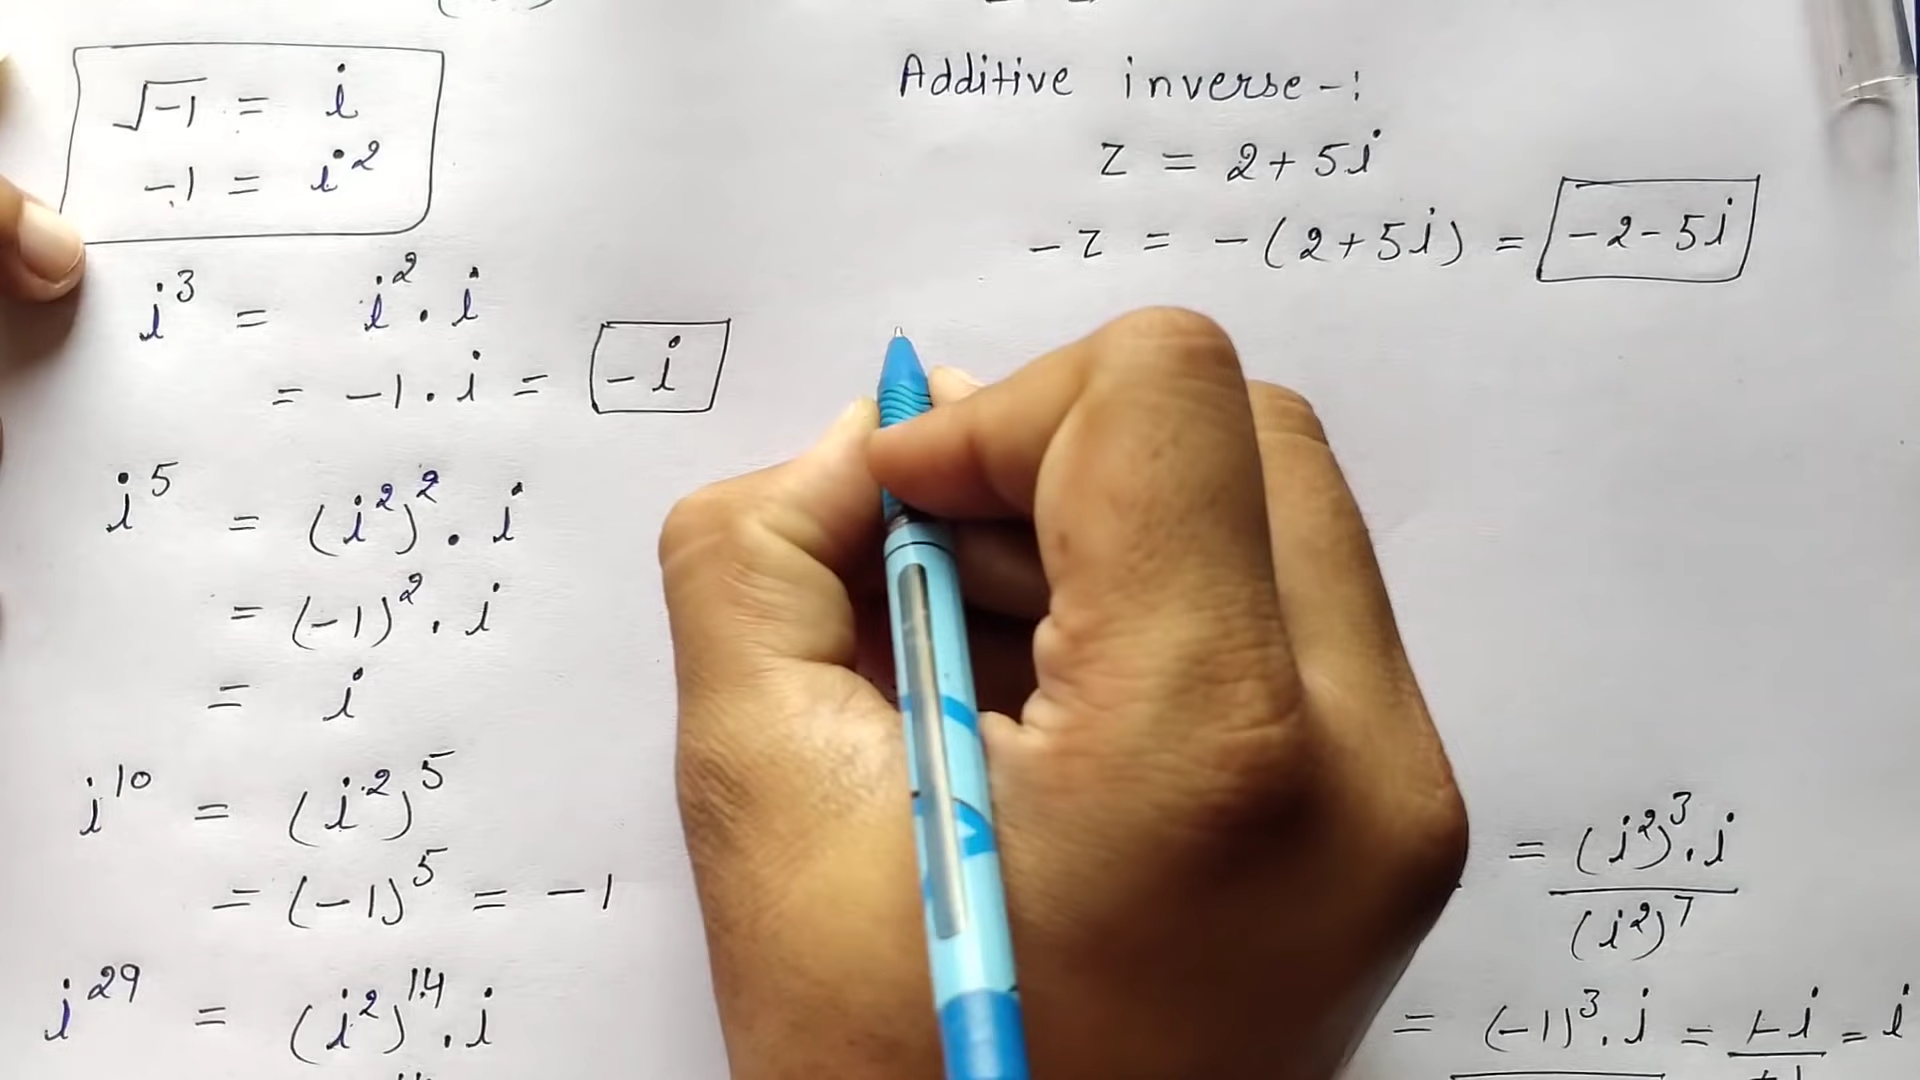 √-1 = i
-1 = i²
i³ = i² . i
= -1 . i = -i
i⁵ = (i²)² . i
= (-1)² . i
= i
i¹⁰ = (i²)⁵
= (-1)⁵ = -1
i²⁹ = (i²)¹⁴ . i
Additive inverse -:
z = 2 + 5i
-z = -(2+5i) = -2-5i
= (i²)³ . i
(i²)⁷
= (-1)³ . i = -i = i